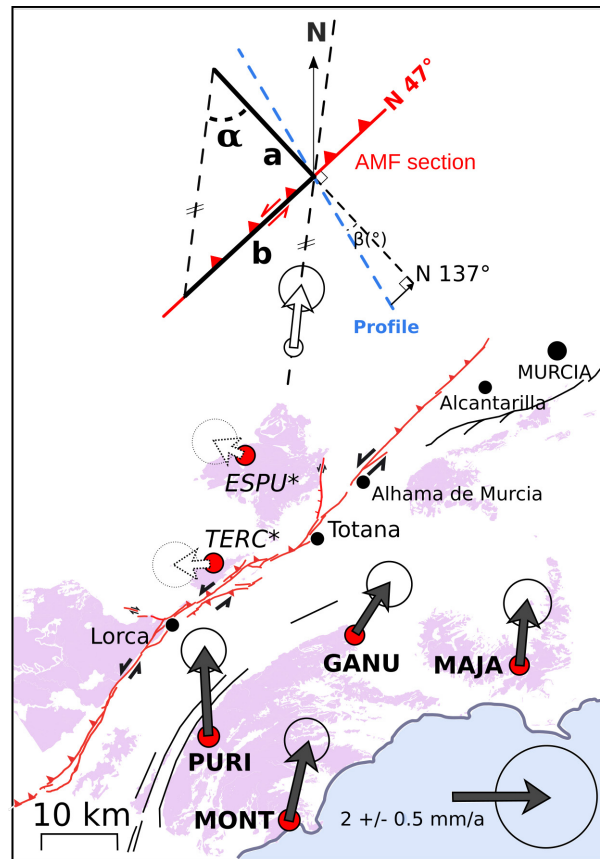 N
N 47°
α
a
AMF section
b
β(°)
N 137°
Profile
MURCIA
Alcantarilla
ESPU*
Alhama de Murcia
TERC*
Totana
Lorca
GANU
MAJA
PURI
10 km
MONT
2 +/- 0.5 mm/a